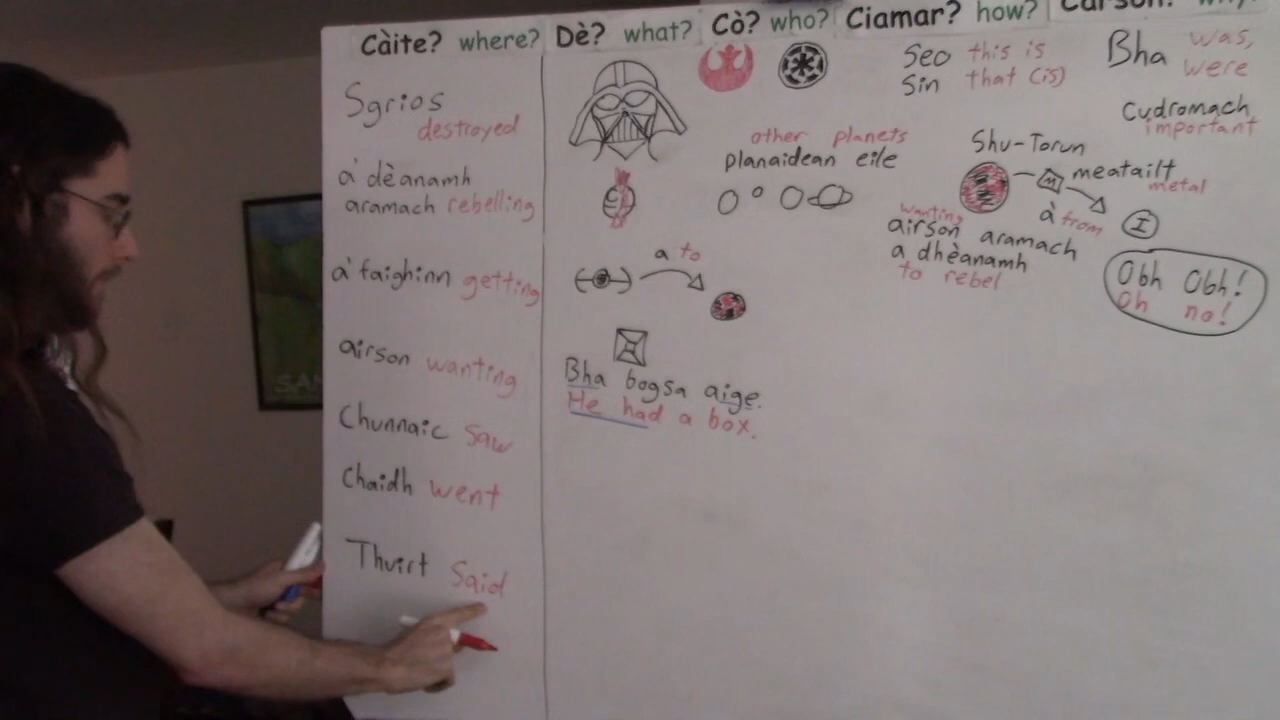 Càite? where? Dè? what? Cò? who? Ciamar? how? Carson? why?
Sgrios
destroyed
a' dèanamh
aramach rebelling
a' faighinn getting
airson wanting
Chunnaic saw
Chaidh went
Thuirt said
a to
Bha bogsa aige.
He had a box.
other planets
planaidean eile
Seo this is
Sin that (is)
Bha was,
were
cudromach
important
Shu-Torun
M meatailt
metal
à from
I
wanting
airson aramach
a dhèanamh
to rebel
Obh Obh!
Oh no!
SAN